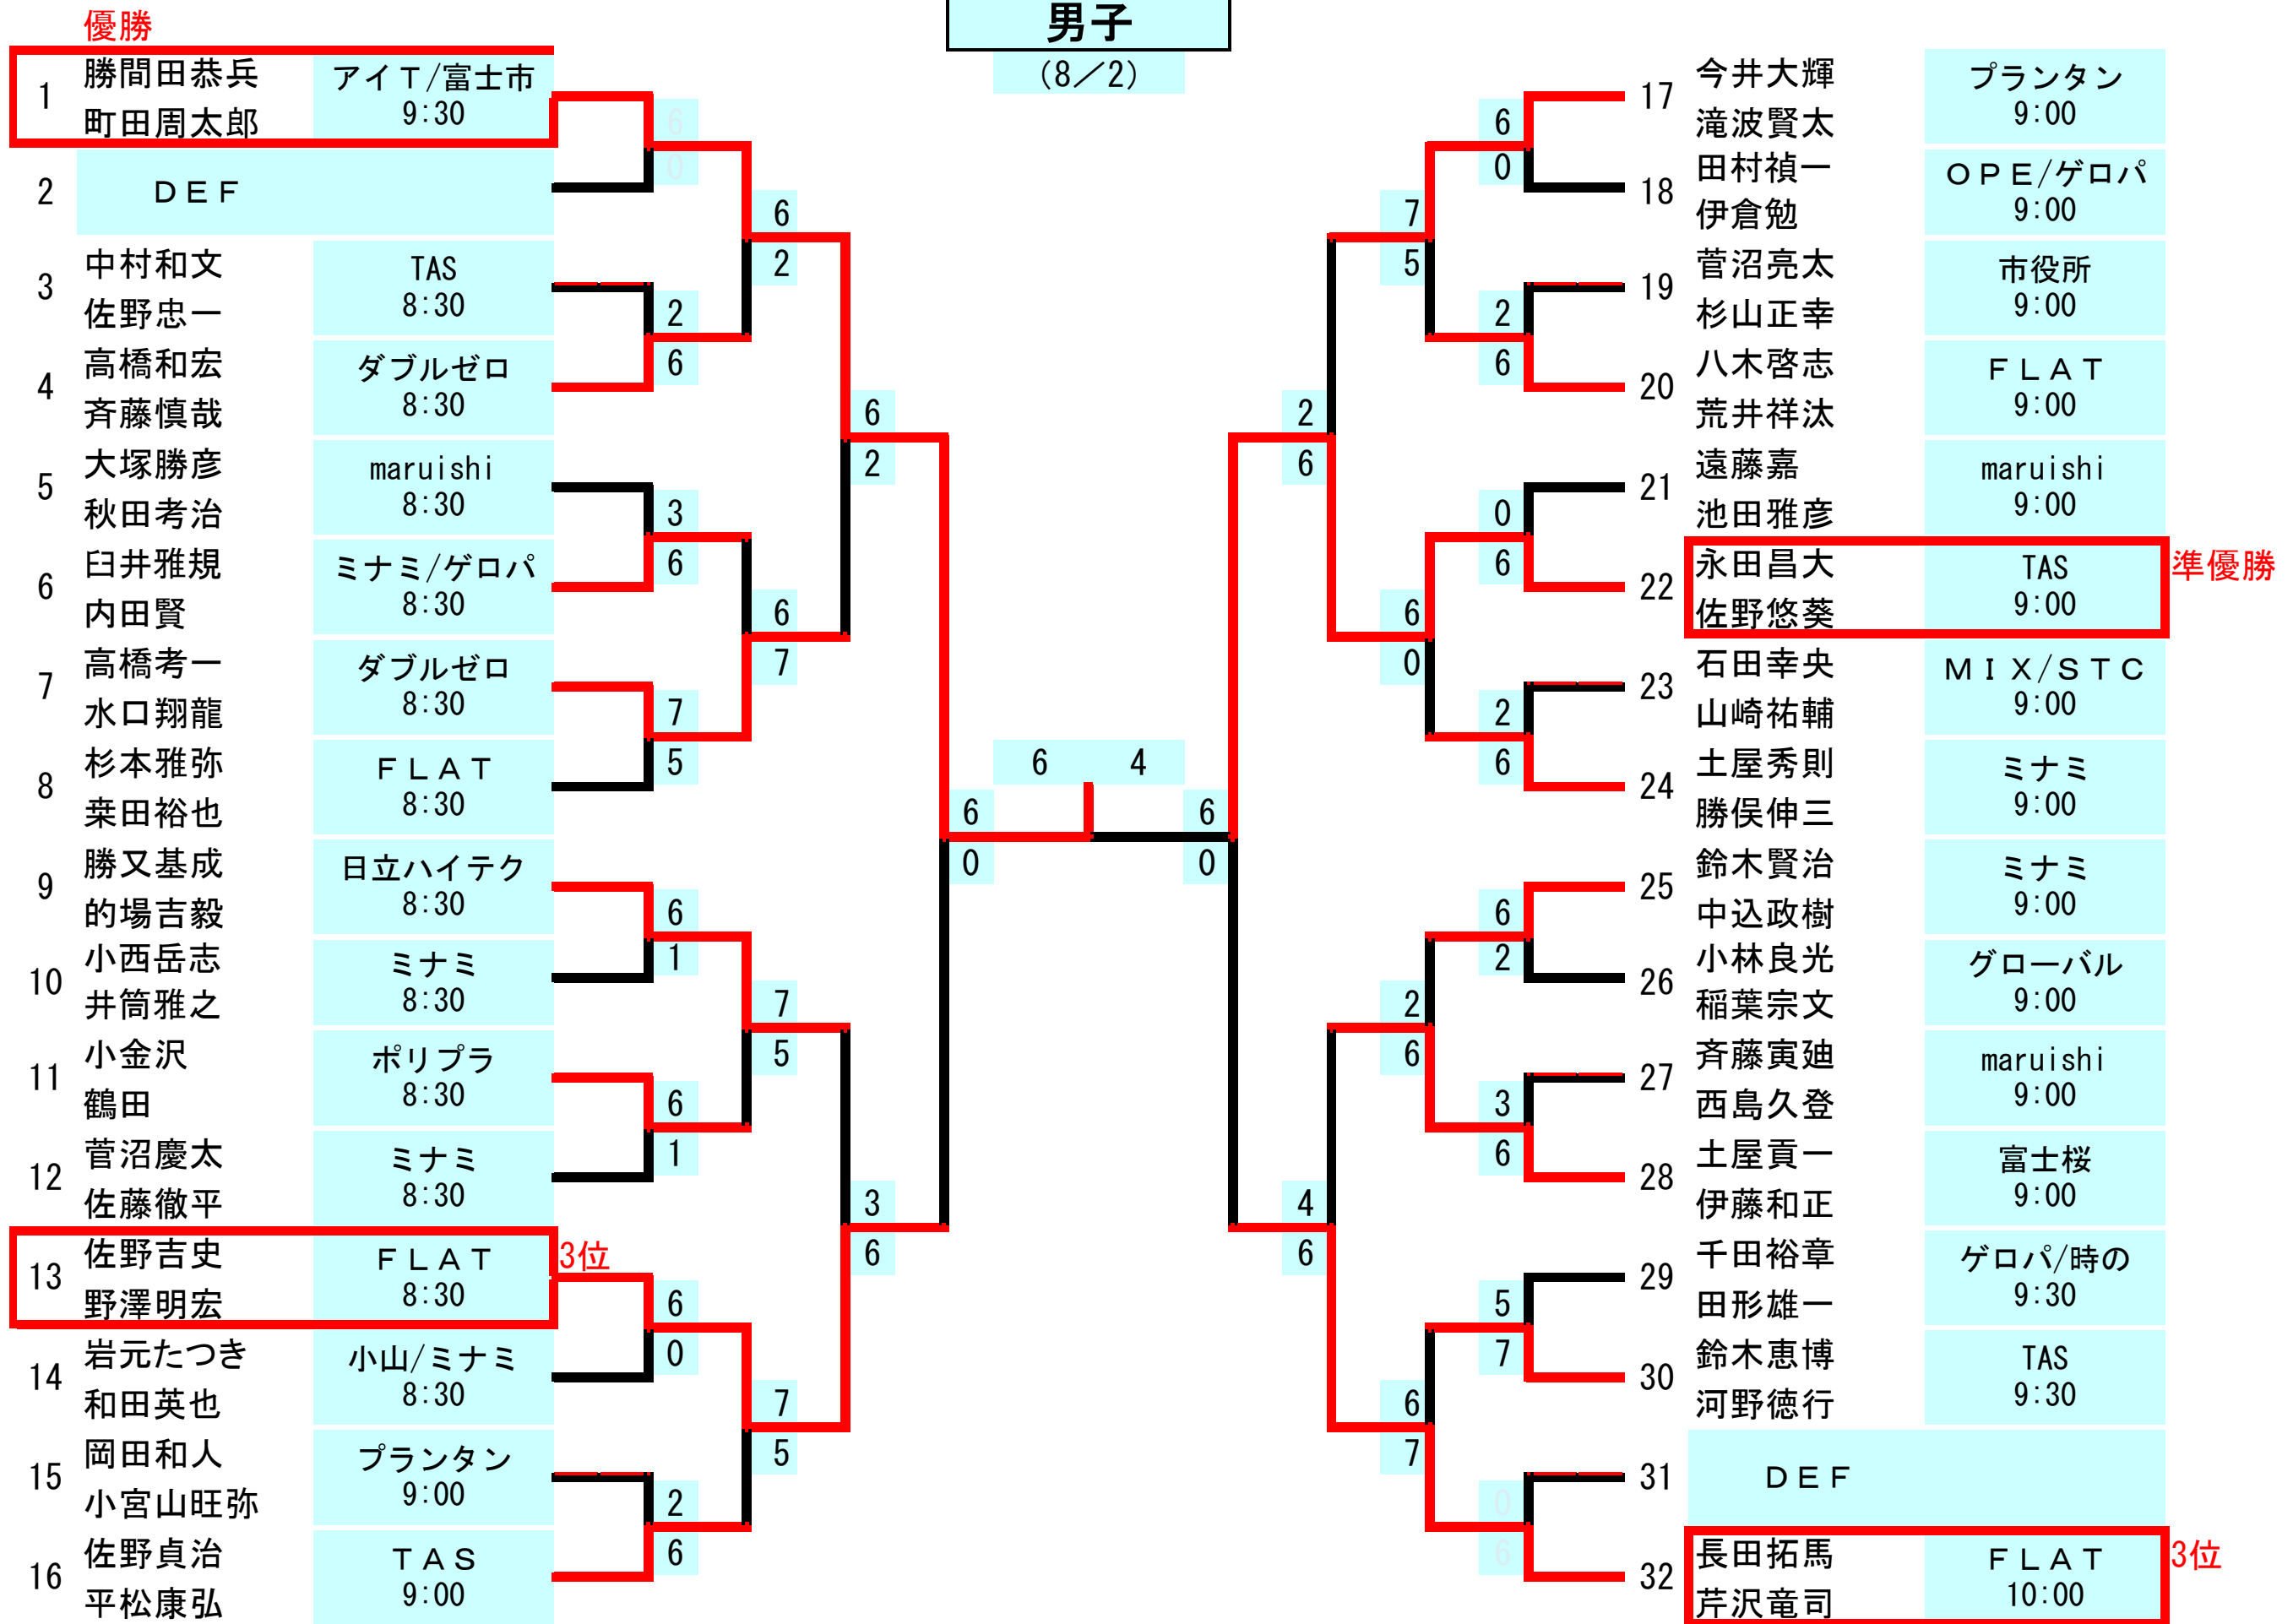 男子
(8／2)
優勝
1 勝間田恭兵 町田周太郎 アイＴ/富士市 9:30
2 ＤＥＦ
3 中村和文 佐野忠一 TAS 8:30
4 高橋和宏 斉藤慎哉 ダブルゼロ 8:30
5 大塚勝彦 秋田考治 maruishi 8:30
6 臼井雅規 内田賢 ミナミ/ゲロパ 8:30
7 高橋考一 水口翔龍 ダブルゼロ 8:30
8 杉本雅弥 桒田裕也 ＦＬＡＴ 8:30
9 勝又基成 的場吉毅 日立ハイテク 8:30
10 小西岳志 井筒雅之 ミナミ 8:30
11 小金沢 鶴田 ポリプラ 8:30
12 菅沼慶太 佐藤徹平 ミナミ 8:30
13 佐野吉史 野澤明宏 ＦＬＡＴ 8:30 3位
14 岩元たつき 和田英也 小山/ミナミ 8:30
15 岡田和人 小宮山旺弥 プランタン 9:00
16 佐野貞治 平松康弘 ＴＡＳ 9:00
6 0
2 6
3 6
7 5
6 1
6 1
6 0
2 6
6 2
6 7
7 5
7 5
6 2
3 6
6 0
6 4
6 0
2 6
4 6
7 5
6 0
2 6
6 7
6 0
2 6
0 6
2 6
6 2
3 6
5 7
0 6
17 今井大輝 滝波賢太 プランタン 9:00
18 田村禎一 伊倉勉 ＯＰＥ/ゲロパ 9:00
19 菅沼亮太 杉山正幸 市役所 9:00
20 八木啓志 荒井祥汰 ＦＬＡＴ 9:00
21 遠藤嘉 池田雅彦 maruishi 9:00
22 永田昌大 佐野悠葵 TAS 9:00 準優勝
23 石田幸央 山崎祐輔 ＭＩＸ/ＳＴＣ 9:00
24 土屋秀則 勝俣伸三 ミナミ 9:00
25 鈴木賢治 中込政樹 ミナミ 9:00
26 小林良光 稲葉宗文 グローバル 9:00
27 斉藤寅廸 西島久登 maruishi 9:00
28 土屋貢一 伊藤和正 富士桜 9:00
29 千田裕章 田形雄一 ゲロパ/時の 9:30
30 鈴木恵博 河野徳行 TAS 9:30
31 ＤＥＦ
32 長田拓馬 芹沢竜司 ＦＬＡＴ 10:00 3位